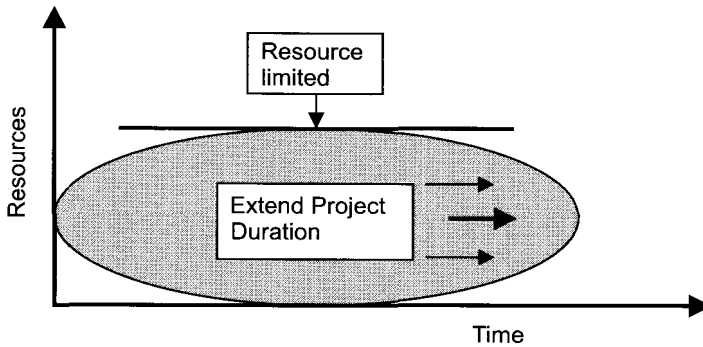 Resource
limited
Resources
Extend Project
Duration
Time